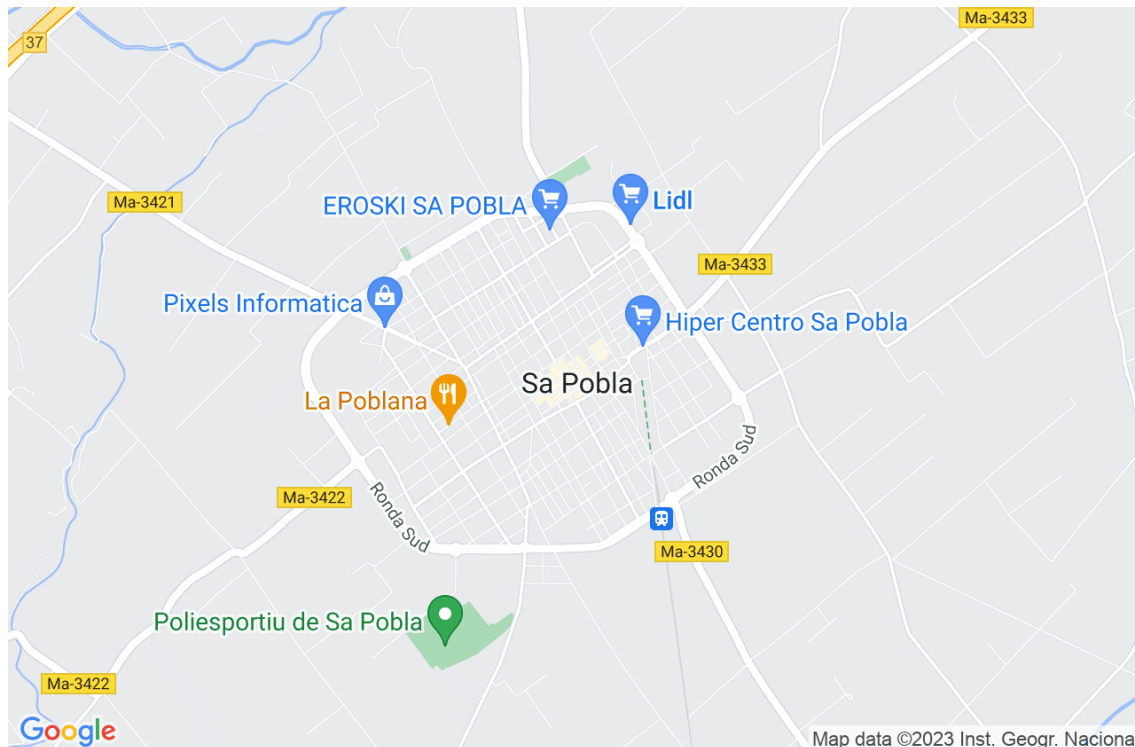 Ma-3433
37
Ma-3421
EROSKI SA POBLA
Lidl
Ma-3433
Pixels Informatica
Hiper Centro Sa Pobla
Sa Pobla
La Poblana
Ronda Sud
Ma-3422
Ronda Sud
Ma-3430
Poliesportiu de Sa Pobla
Ma-3422
Google
Map data ©2023 Inst. Geogr. Naciona